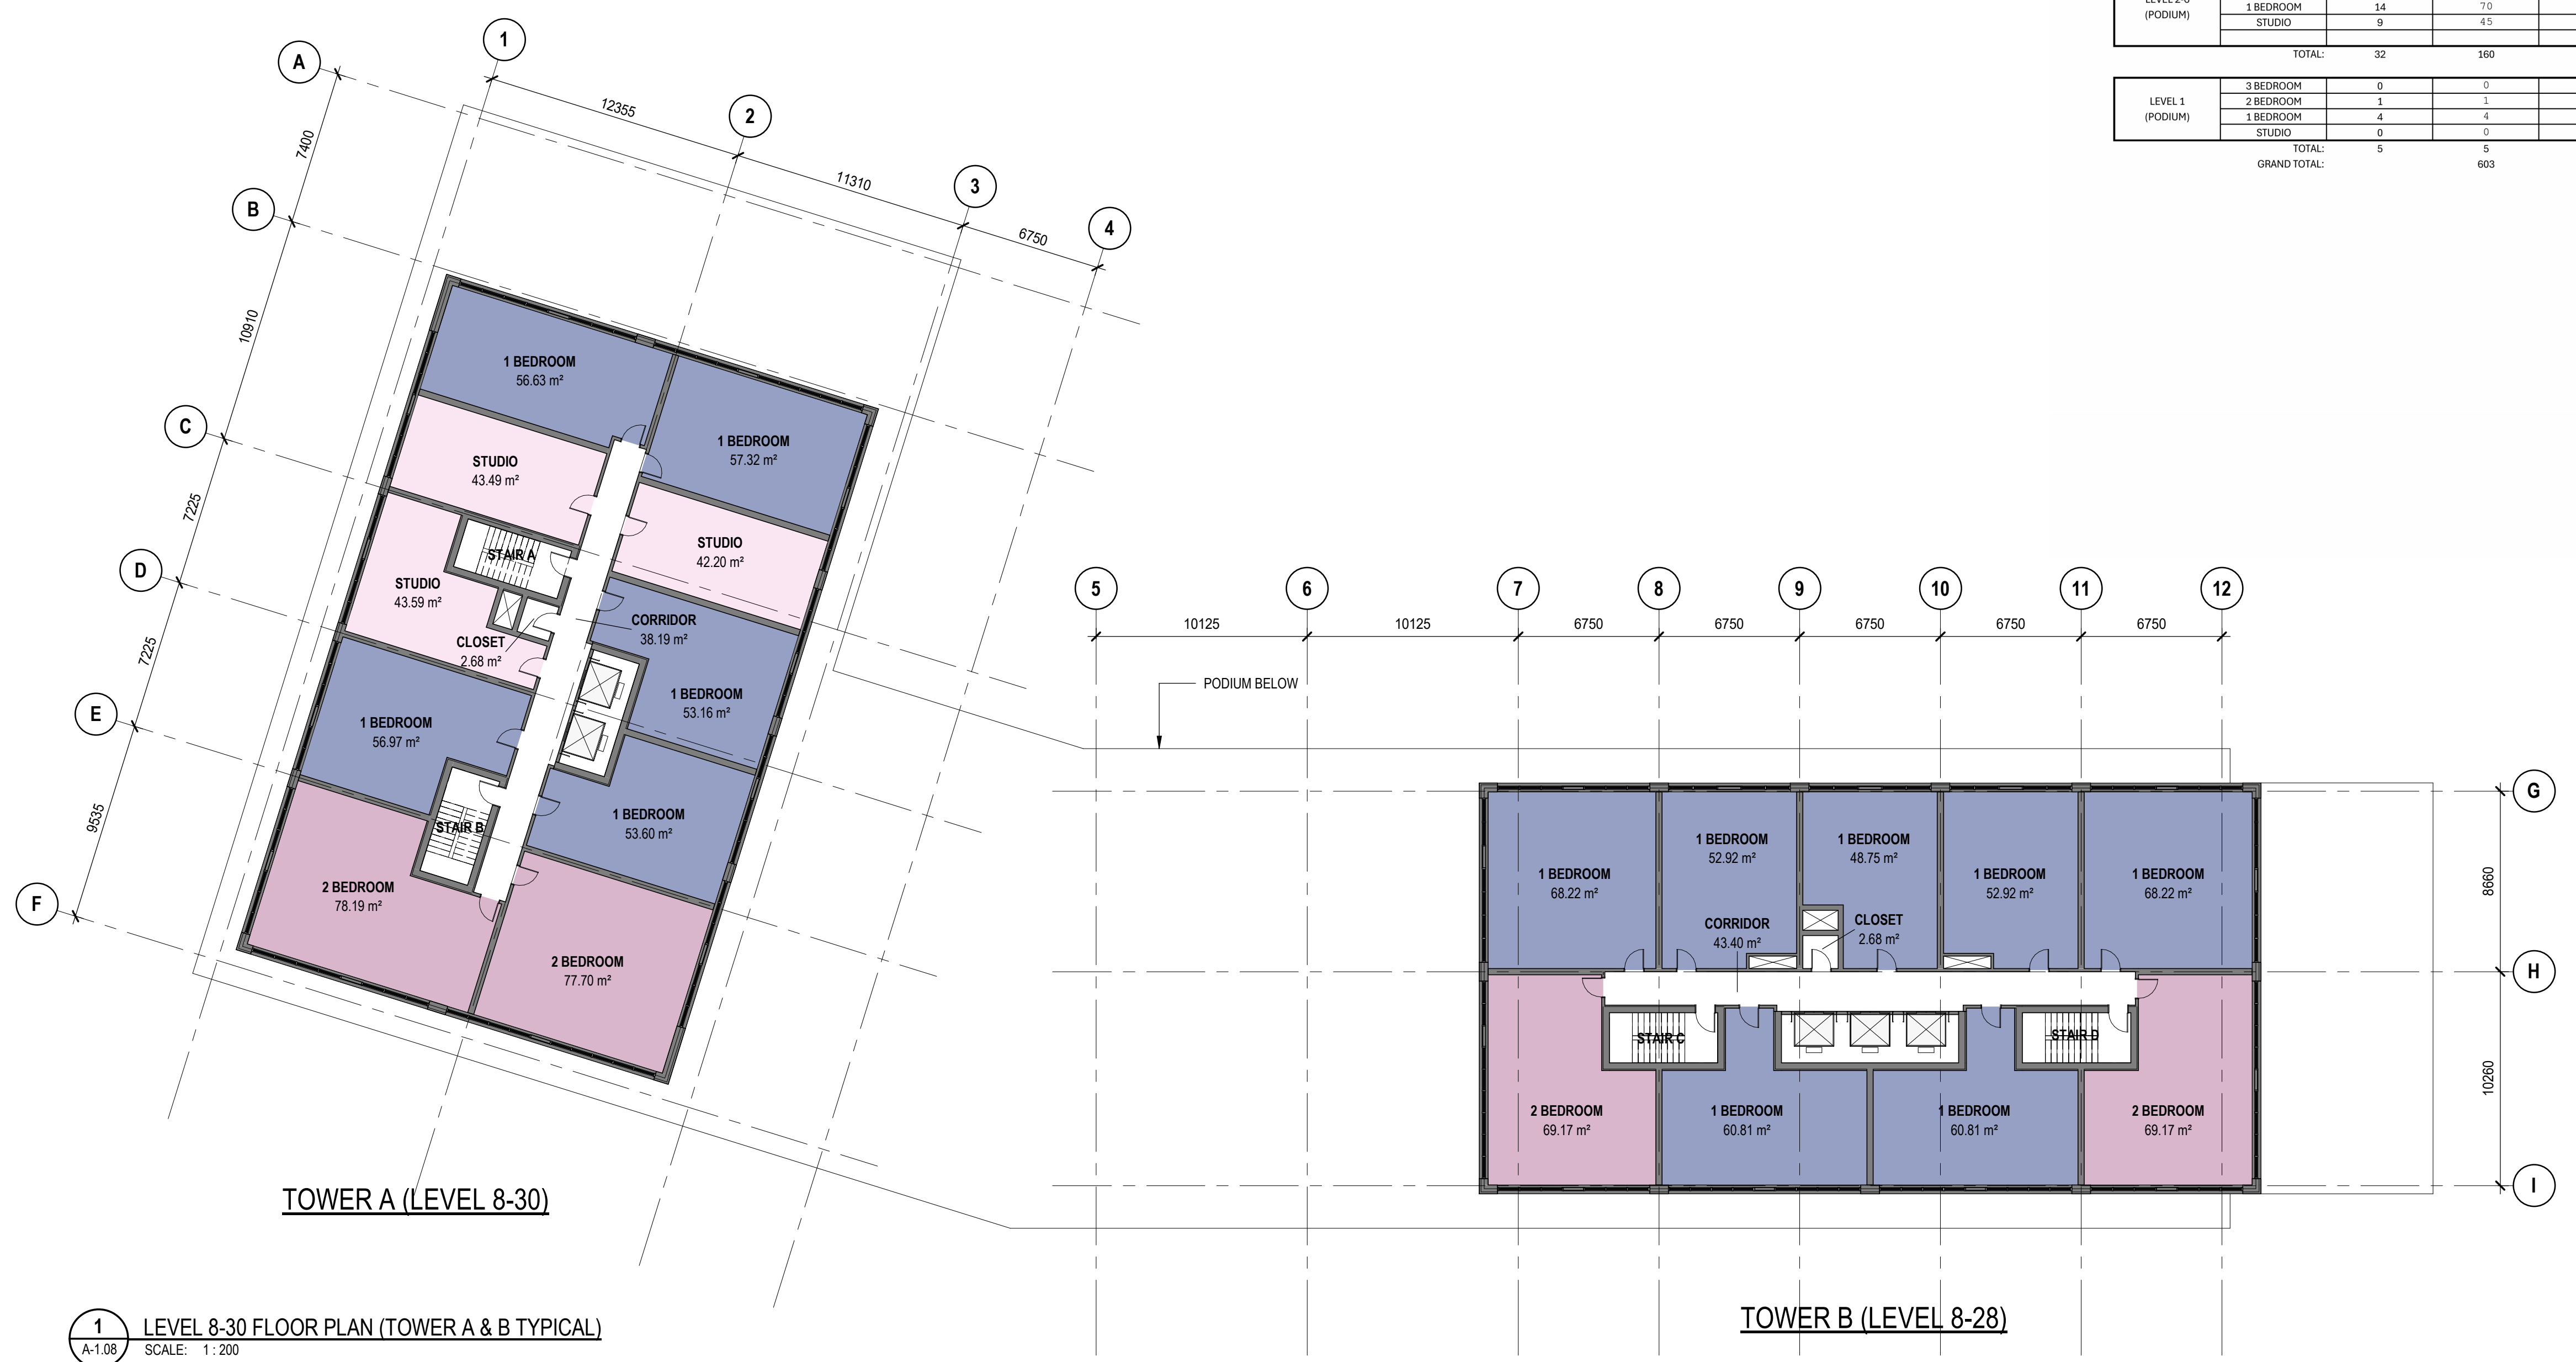 LEVEL 2-6
(PODIUM)
1 BEDROOM 14 70
STUDIO 9 45
TOTAL: 32 160
LEVEL 1
(PODIUM)
3 BEDROOM 0 0
2 BEDROOM 1 1
1 BEDROOM 4 4
STUDIO 0 0
TOTAL: 5 5
GRAND TOTAL: 603
1
2
3
4
A
B
C
D
E
F
12355
11310
6750
7400
10910
7225
7225
9535
1 BEDROOM
56.63 m²
1 BEDROOM
57.32 m²
STUDIO
43.49 m²
STUDIO
42.20 m²
STAIR A
STUDIO
43.59 m²
CORRIDOR
38.19 m²
CLOSET
2.68 m²
1 BEDROOM
53.16 m²
1 BEDROOM
56.97 m²
1 BEDROOM
53.60 m²
STAIR B
2 BEDROOM
78.19 m²
2 BEDROOM
77.70 m²
TOWER A (LEVEL 8-30)
5
6
7
8
9
10
11
12
10125
10125
6750
6750
6750
6750
6750
PODIUM BELOW
G
H
I
8660
10260
1 BEDROOM
68.22 m²
1 BEDROOM
52.92 m²
1 BEDROOM
48.75 m²
1 BEDROOM
52.92 m²
1 BEDROOM
68.22 m²
CORRIDOR
43.40 m²
CLOSET
2.68 m²
STAIR C
STAIR D
2 BEDROOM
69.17 m²
1 BEDROOM
60.81 m²
1 BEDROOM
60.81 m²
2 BEDROOM
69.17 m²
TOWER B (LEVEL 8-28)
1
A-1.08
LEVEL 8-30 FLOOR PLAN (TOWER A & B TYPICAL)
SCALE: 1 : 200